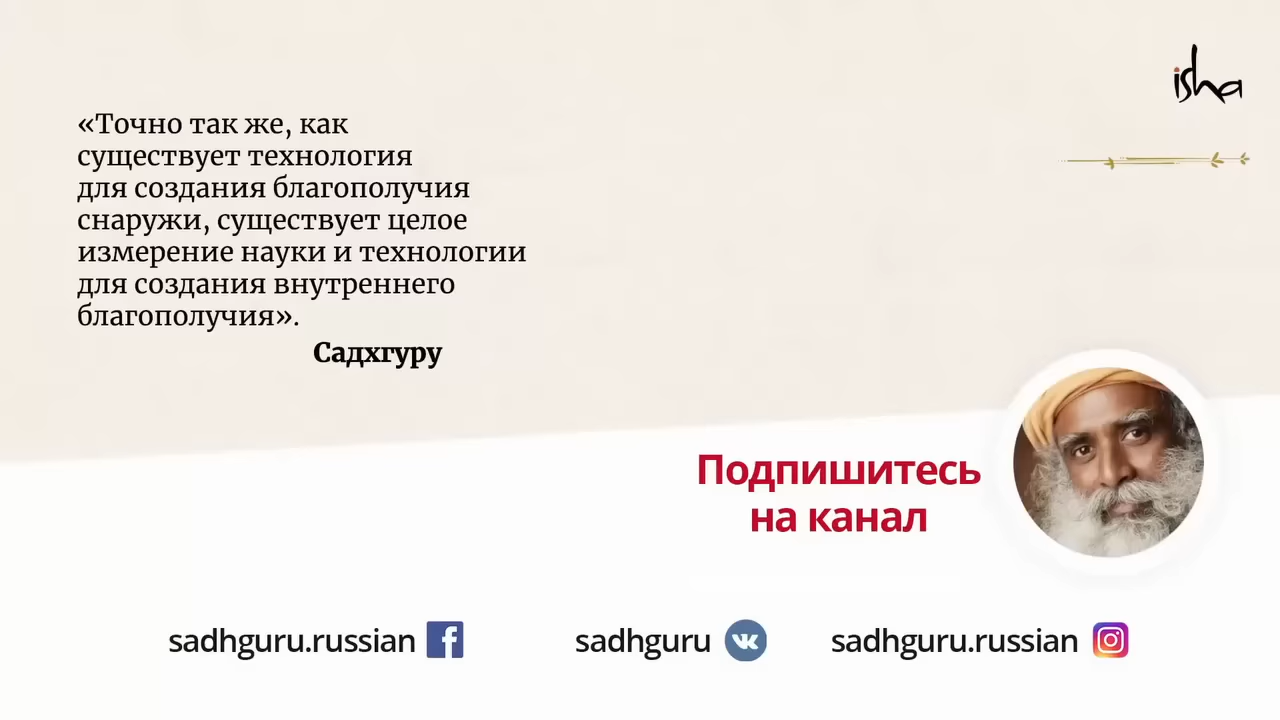 isha
«Точно так же, как
существует технология
для создания благополучия
снаружи, существует целое
измерение науки и технологии
для создания внутреннего
благополучия».
Садхгуру
Подпишитесь
на канал
sadhguru.russian f
sadhguru VK
sadhguru.russian